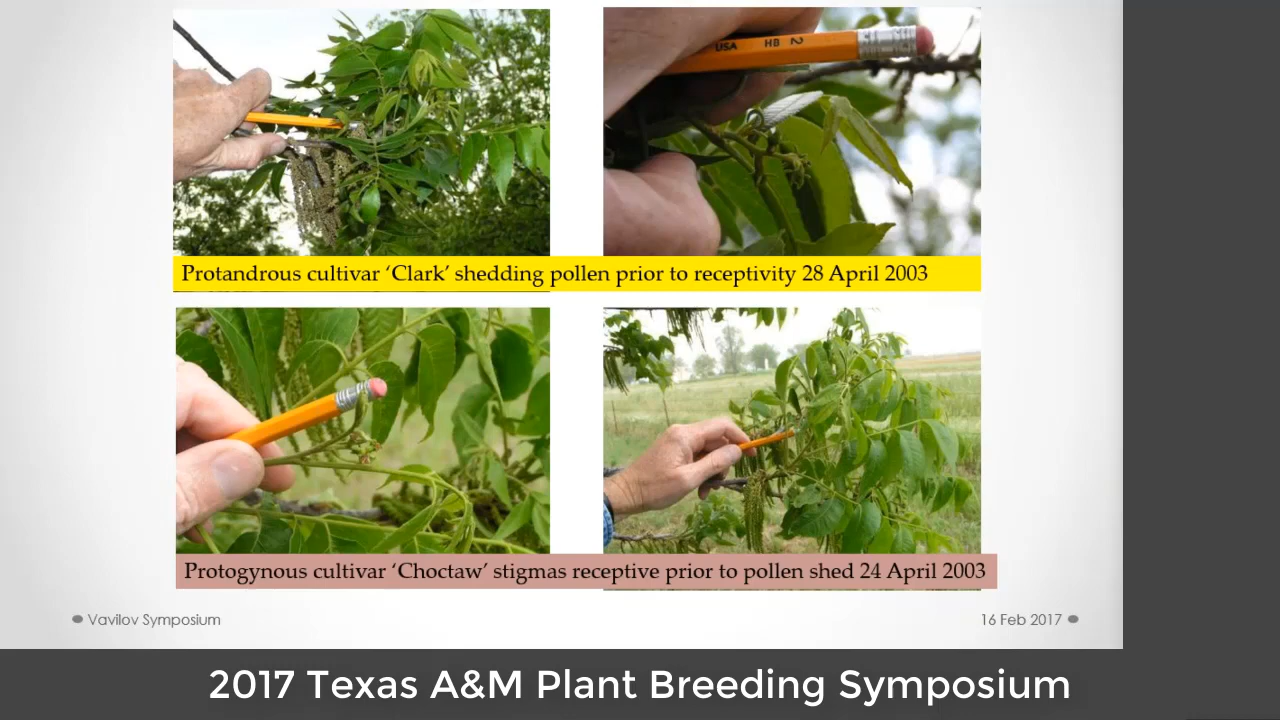 USA HB 2
Protandrous cultivar ‘Clark’ shedding pollen prior to receptivity 28 April 2003
Protogynous cultivar ‘Choctaw’ stigmas receptive prior to pollen shed 24 April 2003
Vavilov Symposium
16 Feb 2017
2017 Texas A&M Plant Breeding Symposium